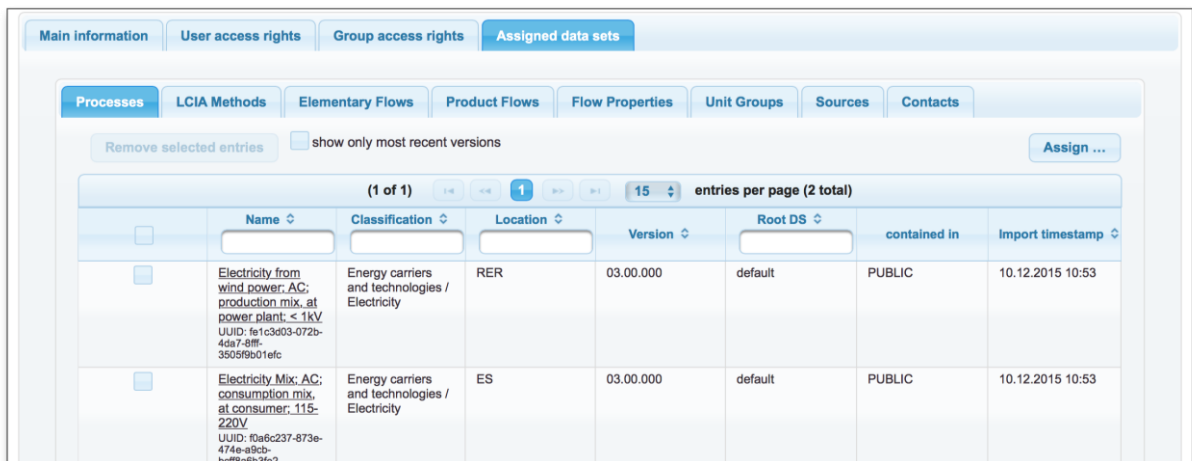 Main information User access rights Group access rights Assigned data sets
Processes LCIA Methods Elementary Flows Product Flows Flow Properties Unit Groups Sources Contacts
Remove selected entries show only most recent versions Assign ...
(1 of 1) 1 15 entries per page (2 total)
Name Classification Location Version Root DS contained in Import timestamp
Electricity from Energy carriers RER 03.00.000 default PUBLIC 10.12.2015 10:53
wind power; AC; and technologies /
production mix, at Electricity
power plant; < 1kV
UUID: fe1c3d03-072b-
4da7-8fff-
3505f9b01efc
Electricity Mix; AC; Energy carriers ES 03.00.000 default PUBLIC 10.12.2015 10:53
consumption mix, and technologies /
at consumer; 115- Electricity
220V
UUID: f0a6c237-873e-
474e-a9cb-